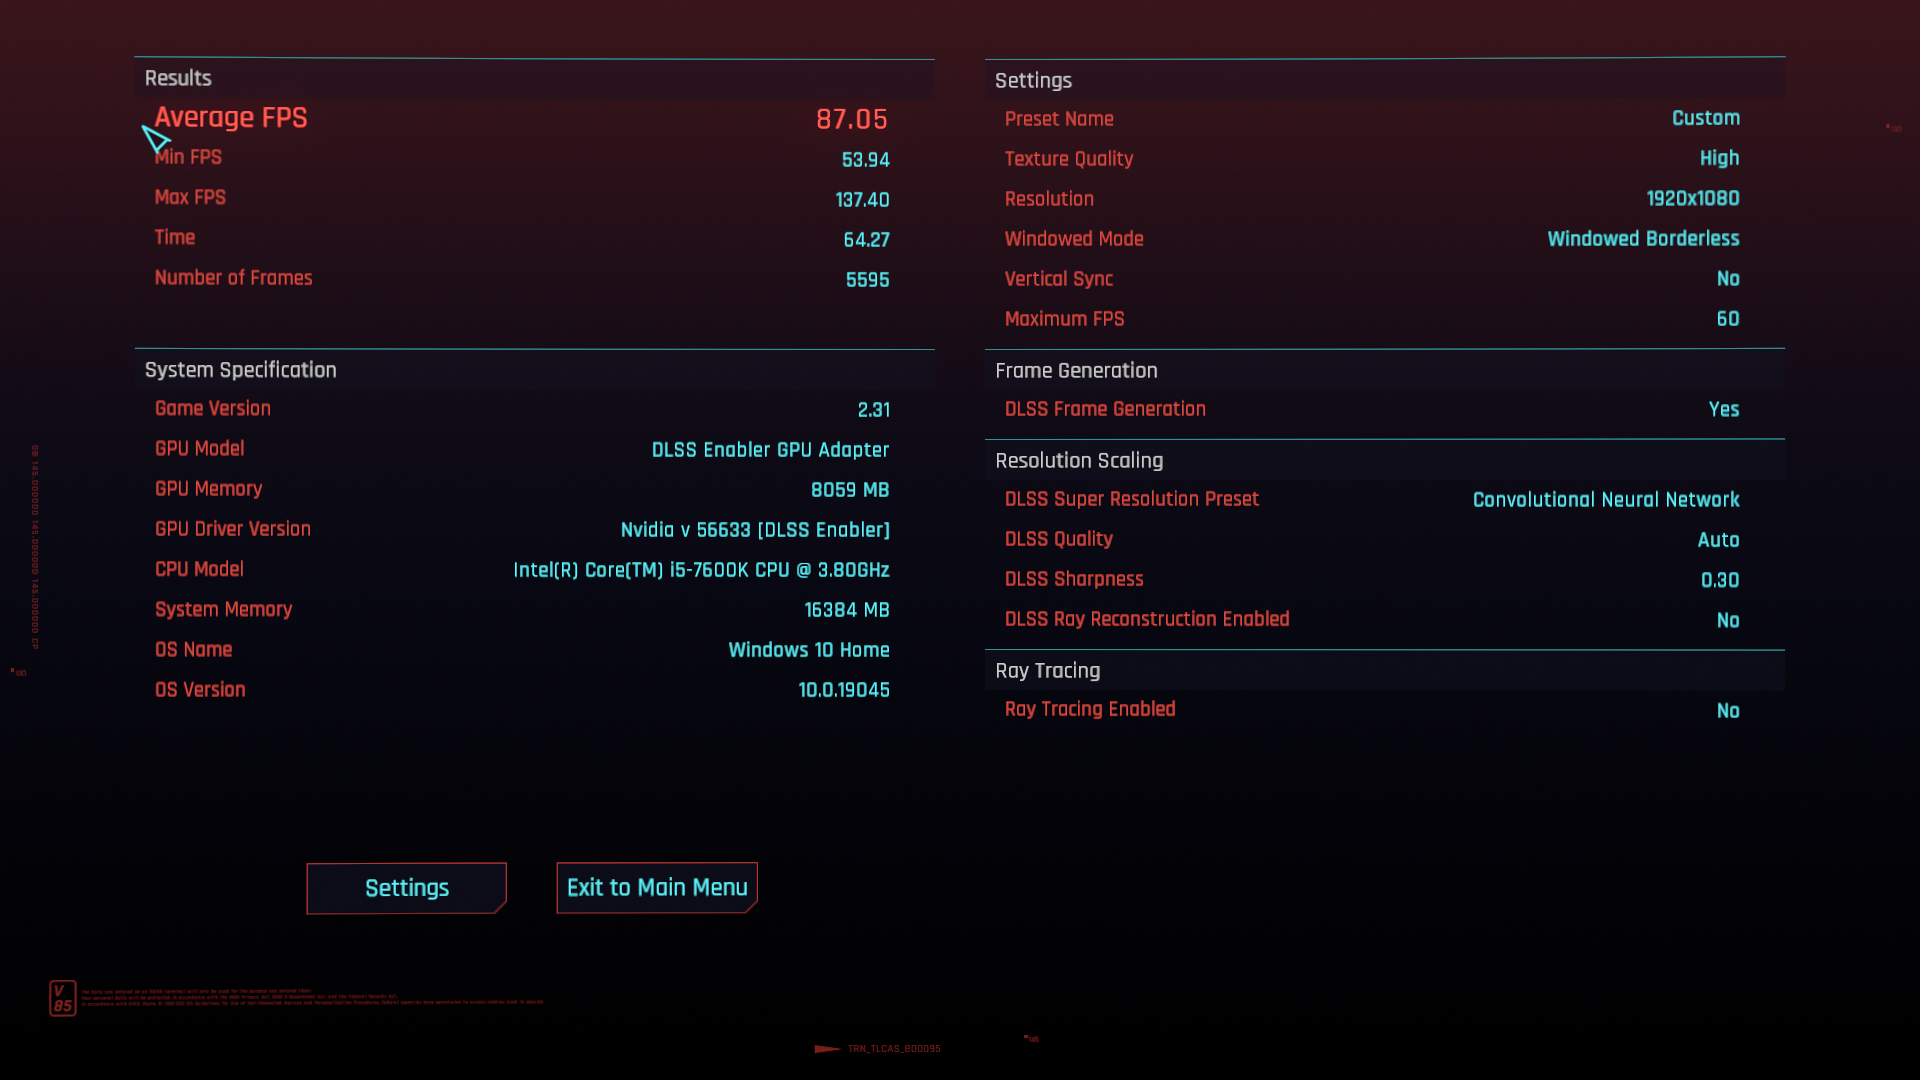 Results
Average FPS 87.05
Min FPS 53.94
Max FPS 137.40
Time 64.27
Number of Frames 5595
System Specification
Game Version 2.31
GPU Model DLSS Enabler GPU Adapter
GPU Memory 8059 MB
GPU Driver Version Nvidia v 56633 [DLSS Enabler]
CPU Model Intel(R) Core(TM) i5-7600K CPU @ 3.80GHz
System Memory 16384 MB
OS Name Windows 10 Home
OS Version 10.0.19045
Settings
Preset Name Custom
Texture Quality High
Resolution 1920x1080
Windowed Mode Windowed Borderless
Vertical Sync No
Maximum FPS 60
Frame Generation
DLSS Frame Generation Yes
Resolution Scaling
DLSS Super Resolution Preset Convolutional Neural Network
DLSS Quality Auto
DLSS Sharpness 0.30
DLSS Ray Reconstruction Enabled No
Ray Tracing
Ray Tracing Enabled No
Settings
Exit to Main Menu
V
85
TRN_TLCAS_800095